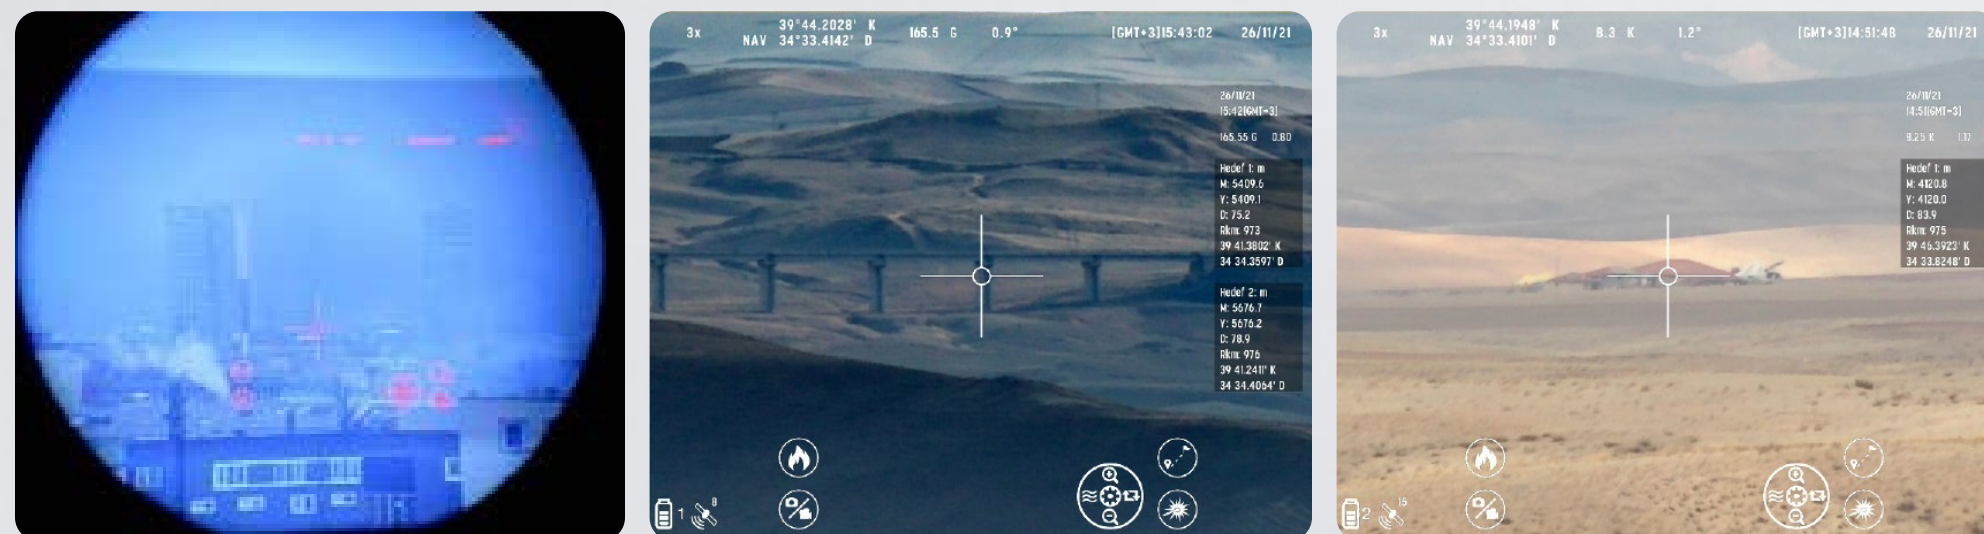 3x
39°44.2028' K
NAV 34°33.4142' D
165.5 G
0.9°
[GMT+3]15:43:02
26/11/21
26/11/21
15:42[GMT+3]
165.55 G 0.80
Hedef 1: m
M: 5409.6
Y: 5409.1
D: 75.2
Rkm: 973
39 41.3802' K
34 34.3597' D
Hedef 2: m
M: 5676.7
Y: 5676.2
D: 78.9
Rkm: 976
39 41.2411' K
34 34.4064' D
1
8
3x
39°44.1948' K
NAV 34°33.4101' D
8.3 K
1.2°
[GMT+3]14:51:48
26/11/21
26/11/21
14:51[GMT+3]
8.25 K 1.17
Hedef 1: m
M: 4120.8
Y: 4120.0
D: 83.9
Rkm: 975
39 46.3923' K
34 33.8248' D
2
15